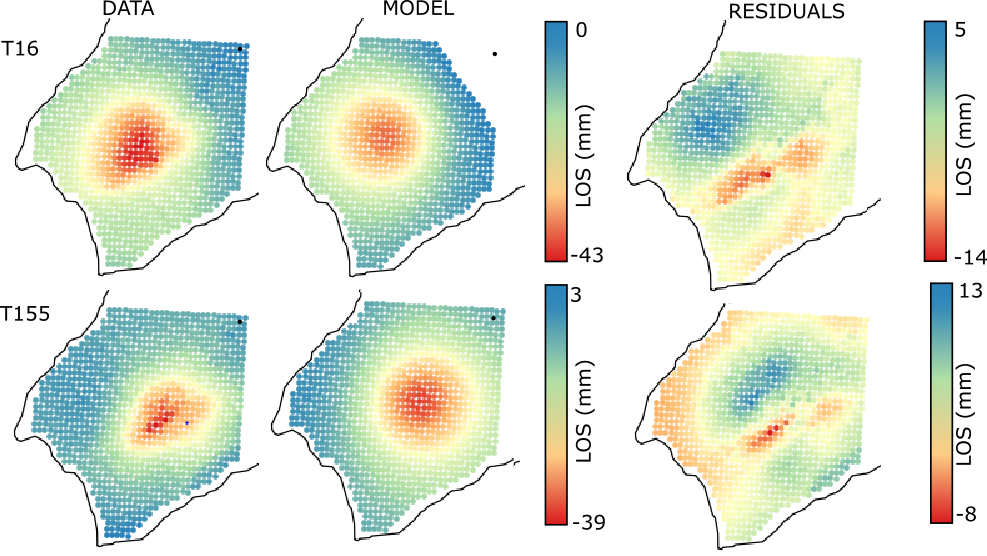 DATA
MODEL
RESIDUALS
T16
0
LOS (mm)
-43
5
LOS (mm)
-14
T155
3
LOS (mm)
-39
13
LOS (mm)
-8